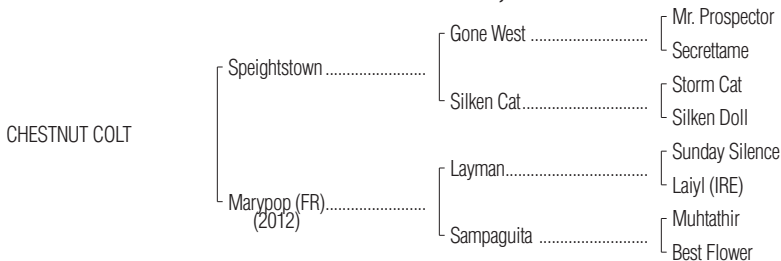 Mr. Prospector
Gone West ..............................
Secrettame
Speightstown .........................
Storm Cat
Silken Cat................................
Silken Doll
CHESTNUT COLT
Sunday Silence
Layman....................................
Laiyl (IRE)
Marypop (FR)........................
(2012)
Muhtathir
Sampaguita ............................
Best Flower